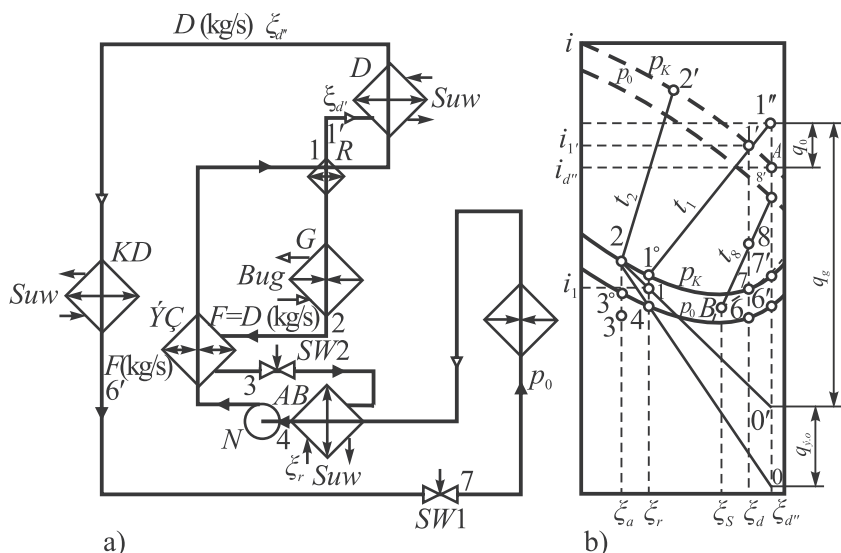 D (kg/s) ξd″
D
Suw
ξd′
1′
1
R
G
Bug
2
KD
Suw
ÝÇ
F=D (kg/s)
SW2
F(kg/s)
6′
3
AB
N
4
ξr
Suw
p0
7
SW1
a)
i
pK
p0
2′
1″
1′
i1′
A
q0
id″
8′
t2
t1
t8
8
2
1°
7′
pK
7
i1
1
3°
4
p0
B
6
6′
3
qg
0′
qý.o
0
ξa
ξr
ξS
ξd
ξd″
b)